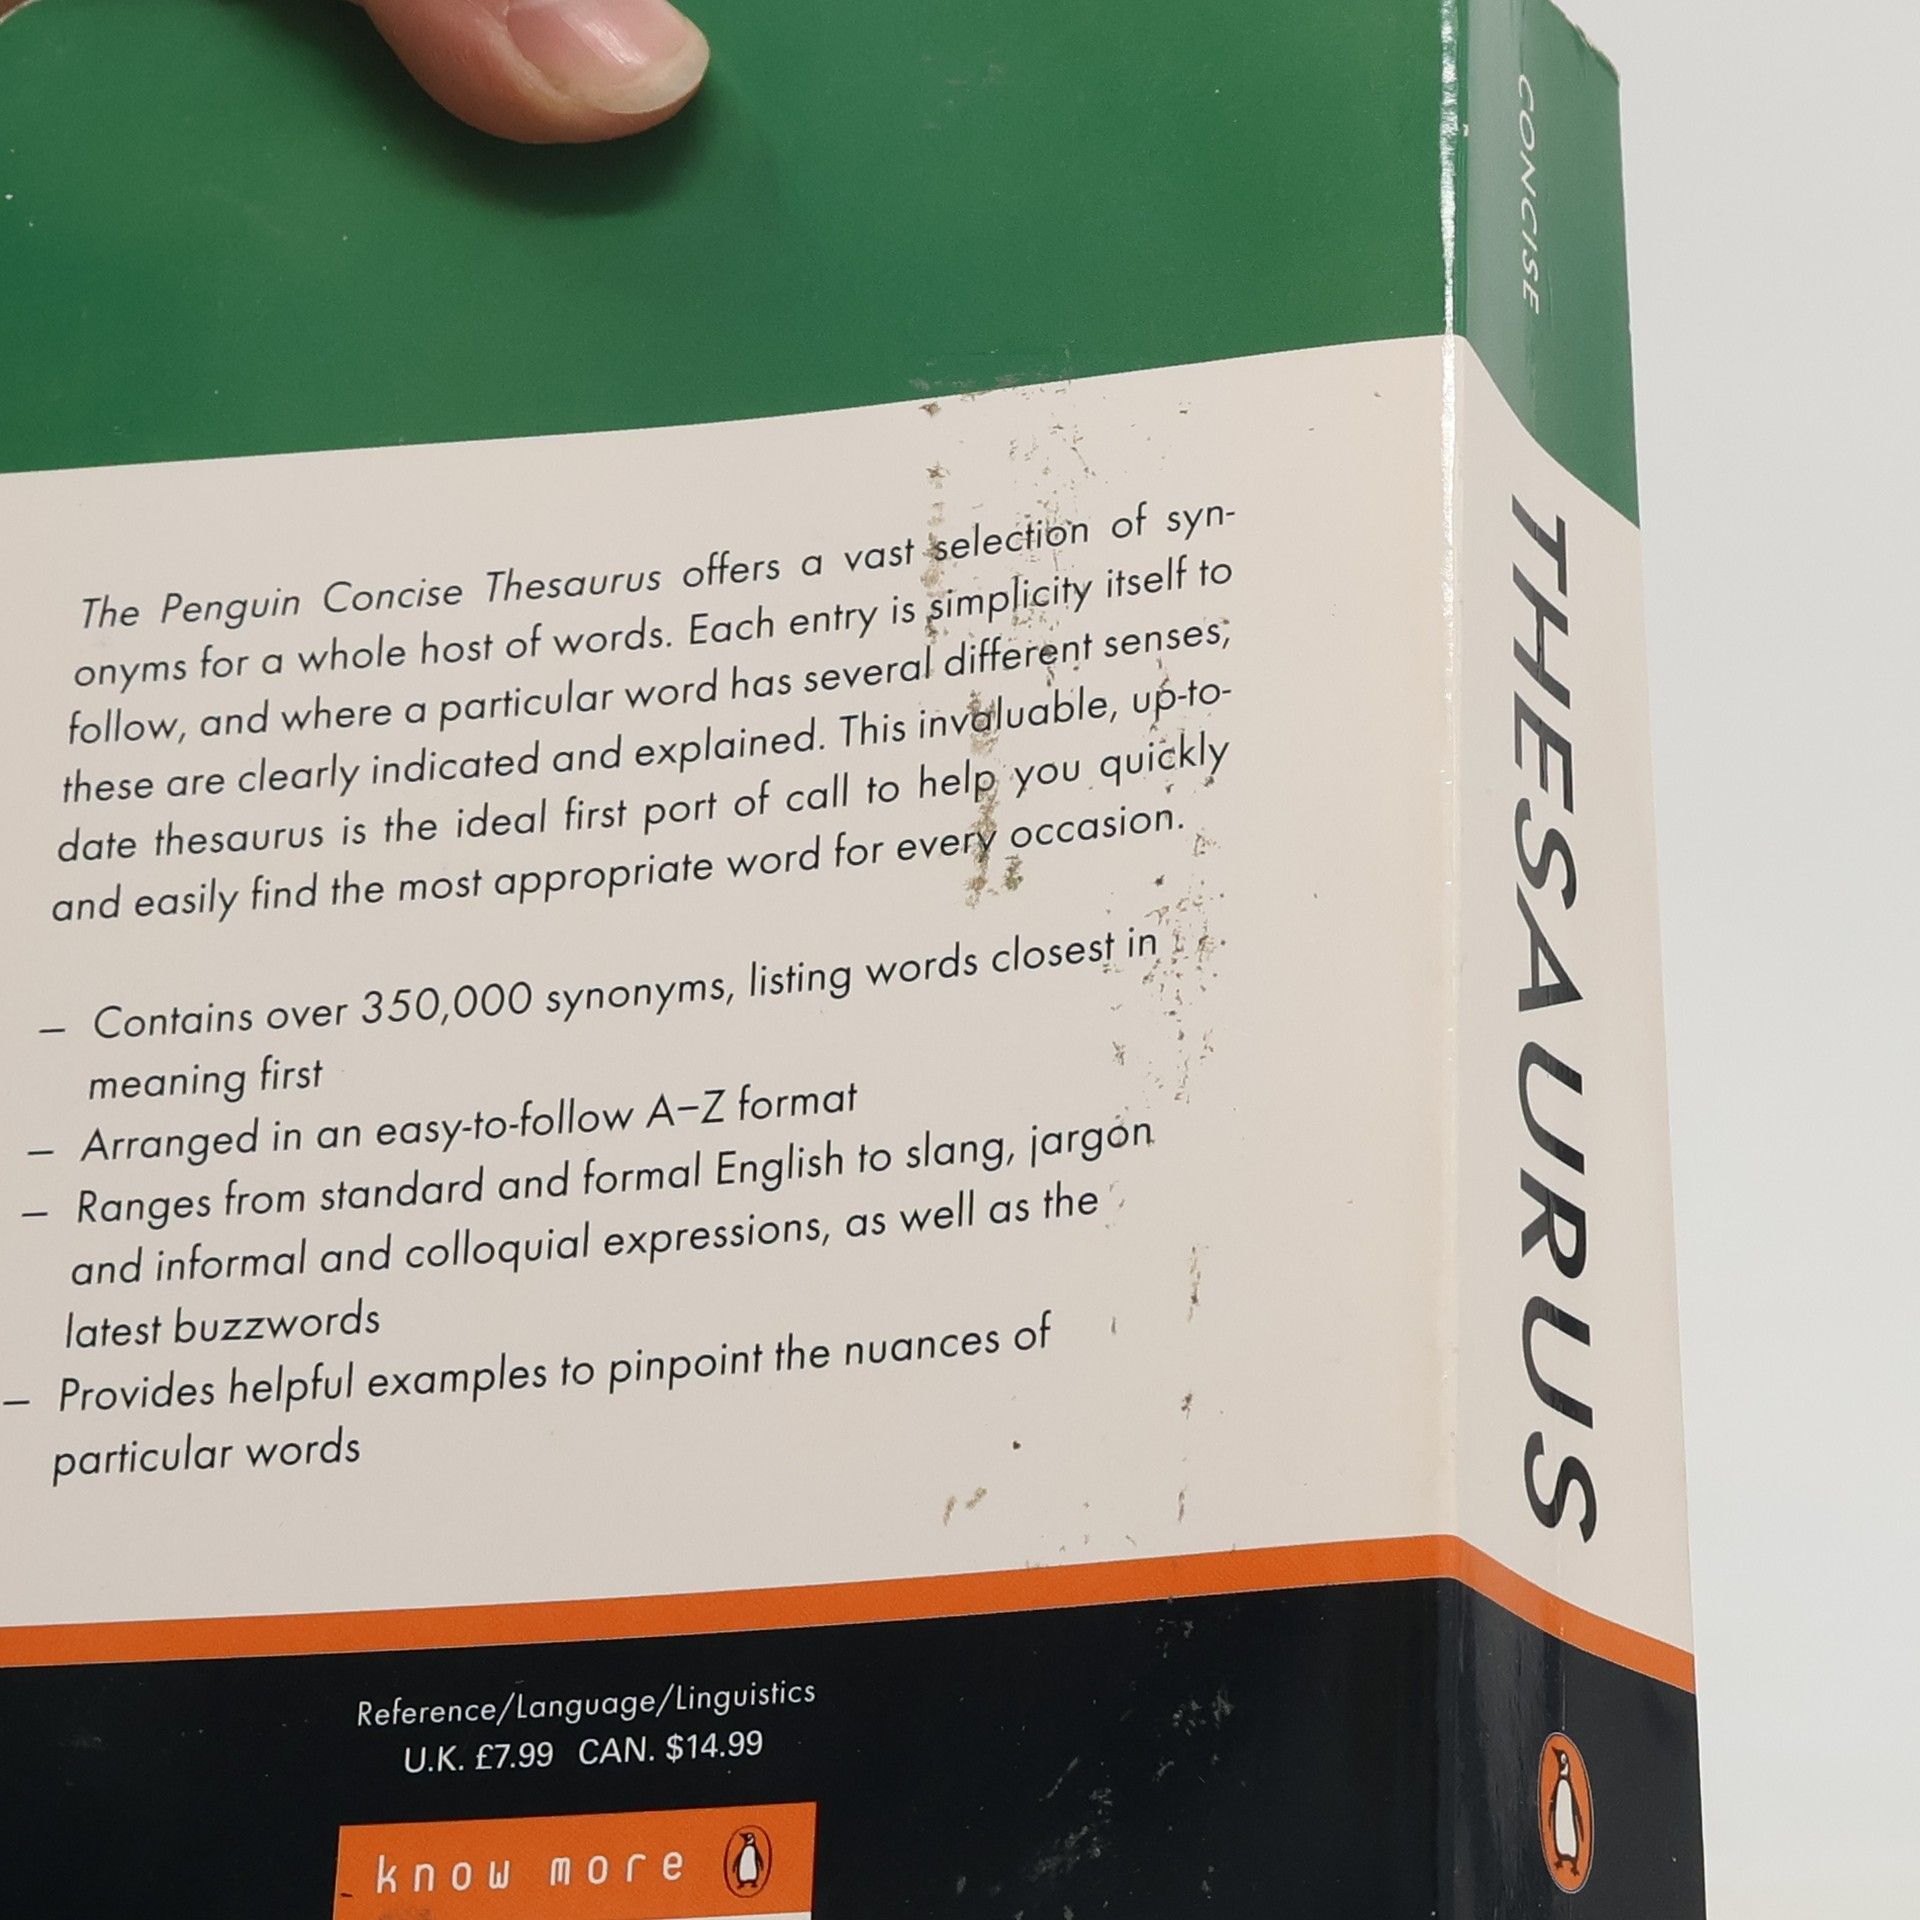 The Penguin Concise Thesaurus offers a vast selection of syn-
onyms for a whole host of words. Each entry is simplicity itself to
follow, and where a particular word has several different senses,
these are clearly indicated and explained. This invaluable, up-to-
date thesaurus is the ideal first port of call to help you quickly
and easily find the most appropriate word for every occasion.
– Contains over 350,000 synonyms, listing words closest in
meaning first
– Arranged in an easy-to-follow A–Z format
– Ranges from standard and formal English to slang, jargon
and informal and colloquial expressions, as well as the
latest buzzwords
– Provides helpful examples to pinpoint the nuances of
particular words
Reference/Language/Linguistics
U.K. £7.99 CAN. $14.99
know more
CONCISE
THESAURUS